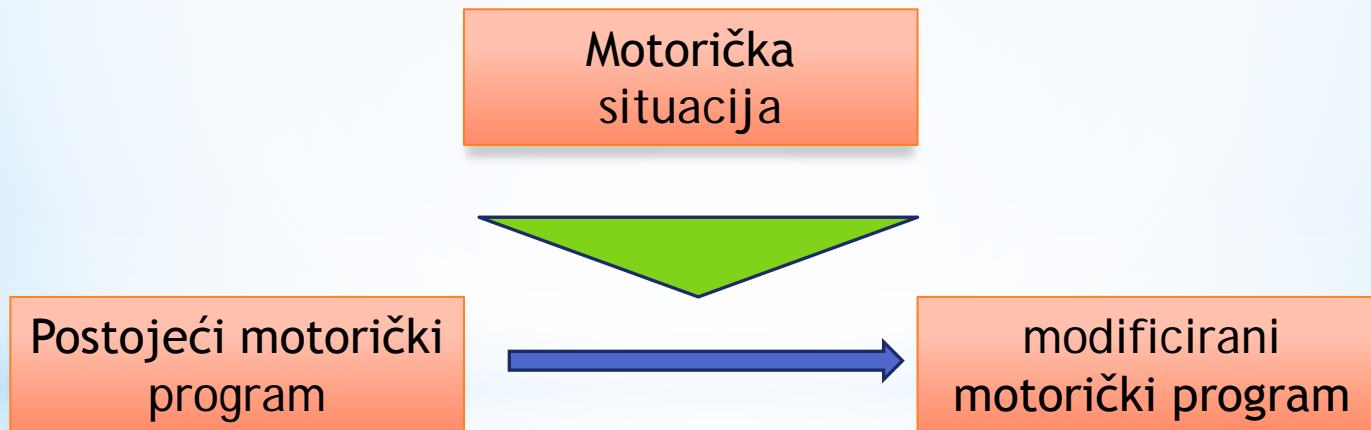 Motorička
situacija
Postojeći motorički
program
modificirani
motorički program